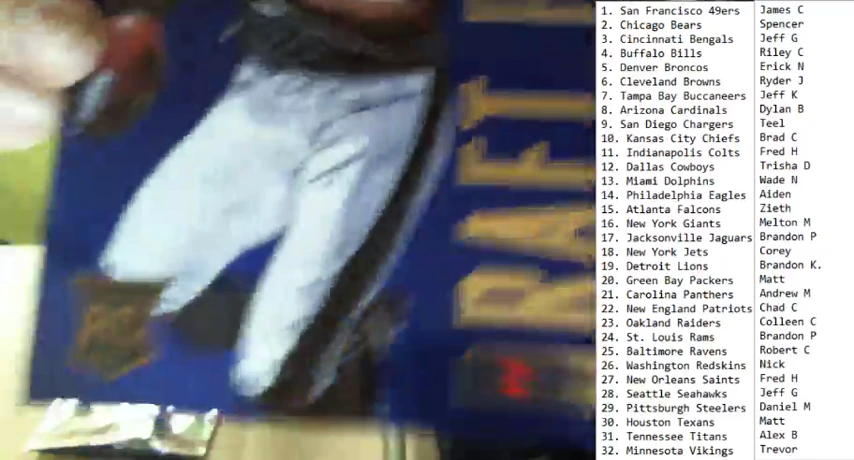 DRAFT
1. San Francisco 49ers James C
2. Chicago Bears Spencer
3. Cincinnati Bengals Jeff G
4. Buffalo Bills Riley C
5. Denver Broncos Erick N
6. Cleveland Browns Ryder J
7. Tampa Bay Buccaneers Jeff K
8. Arizona Cardinals Dylan B
9. San Diego Chargers Teel
10. Kansas City Chiefs Brad C
11. Indianapolis Colts Fred H
12. Dallas Cowboys Trisha D
13. Miami Dolphins Wade N
14. Philadelphia Eagles Aiden
15. Atlanta Falcons Zieth
16. New York Giants Melton M
17. Jacksonville Jaguars Brandon P
18. New York Jets Corey
19. Detroit Lions Brandon K.
20. Green Bay Packers Matt
21. Carolina Panthers Andrew M
22. New England Patriots Chad C
23. Oakland Raiders Colleen C
24. St. Louis Rams Brandon P
25. Baltimore Ravens Robert C
26. Washington Redskins Nick
27. New Orleans Saints Fred H
28. Seattle Seahawks Jeff G
29. Pittsburgh Steelers Daniel M
30. Houston Texans Matt
31. Tennessee Titans Alex B
32. Minnesota Vikings Trevor